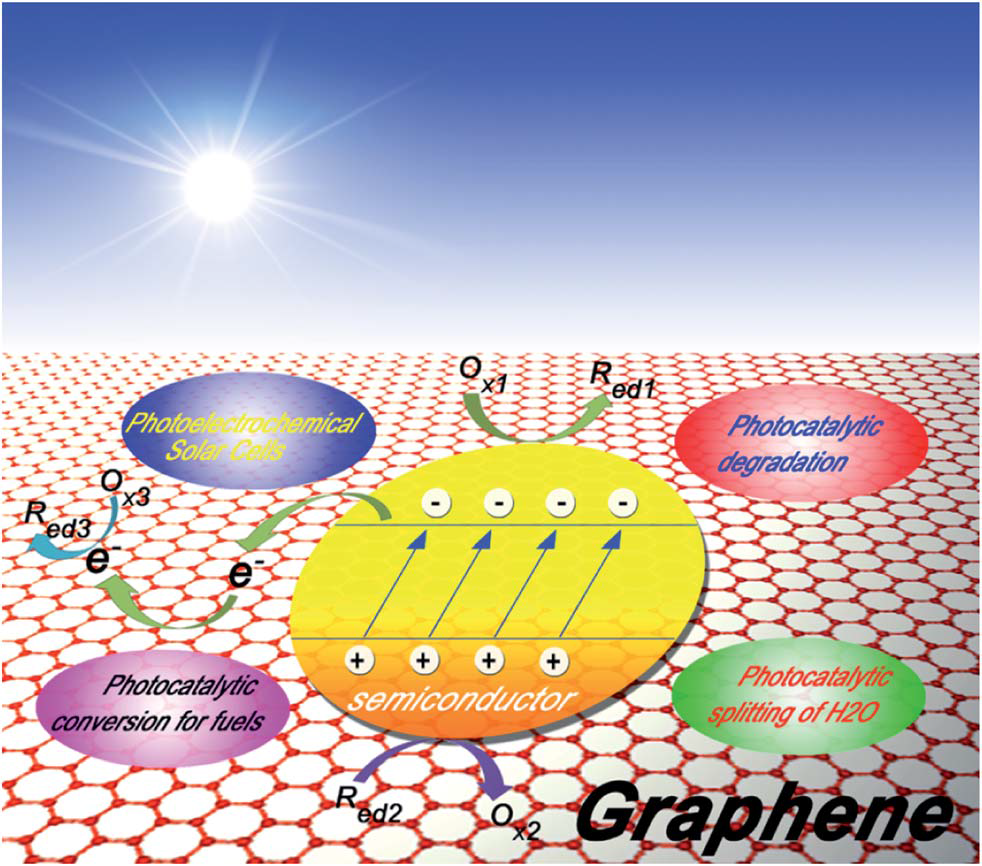 Ox1
Red1
Photoelectrochemical
Solar Cells
Photocatalytic
degradation
Ox3
Red3
e-
e-
- - - -
+ + + +
semiconductor
Photocatalytic
conversion for fuels
Photocatalytic
splitting of H2O
Red2
Ox2
Graphene